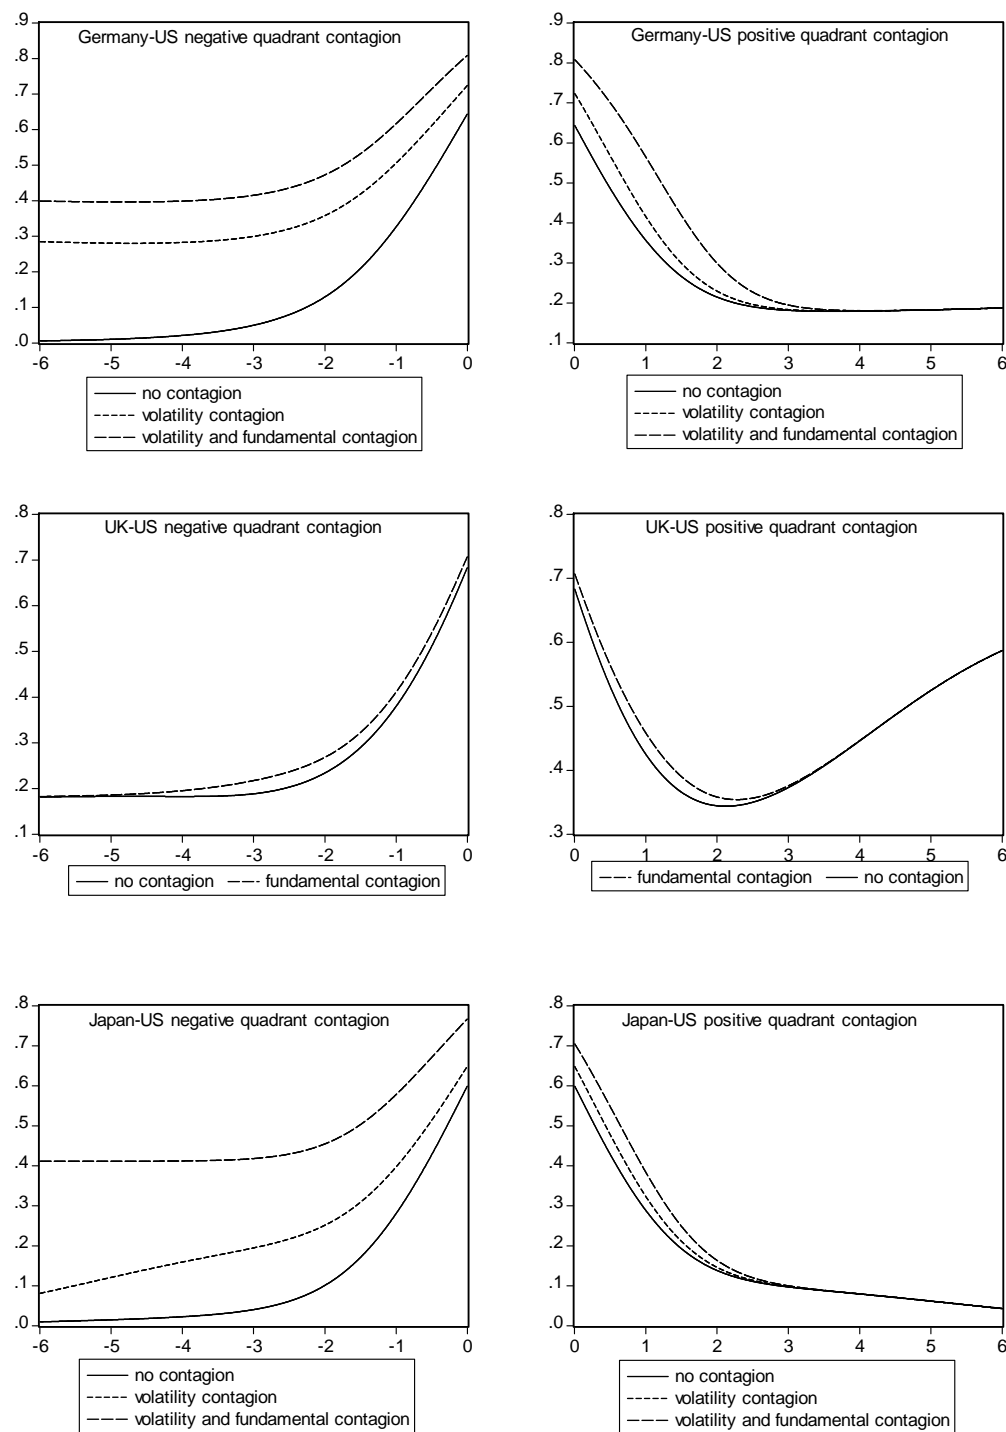 Germany-US negative quadrant contagion
.9
.8
.7
.6
.5
.4
.3
.2
.1
.0
-6 -5 -4 -3 -2 -1 0
no contagion
volatility contagion
volatility and fundamental contagion
Germany-US positive quadrant contagion
.9
.8
.7
.6
.5
.4
.3
.2
.1
0 1 2 3 4 5 6
no contagion
volatility contagion
volatility and fundamental contagion
UK-US negative quadrant contagion
.8
.7
.6
.5
.4
.3
.2
.1
-6 -5 -4 -3 -2 -1 0
no contagion fundamental contagion
UK-US positive quadrant contagion
.8
.7
.6
.5
.4
.3
0 1 2 3 4 5 6
fundamental contagion no contagion
Japan-US negative quadrant contagion
.8
.7
.6
.5
.4
.3
.2
.1
.0
-6 -5 -4 -3 -2 -1 0
no contagion
volatility contagion
volatility and fundamental contagion
Japan-US positive quadrant contagion
.8
.7
.6
.5
.4
.3
.2
.1
.0
0 1 2 3 4 5 6
no contagion
volatility contagion
volatility and fundamental contagion